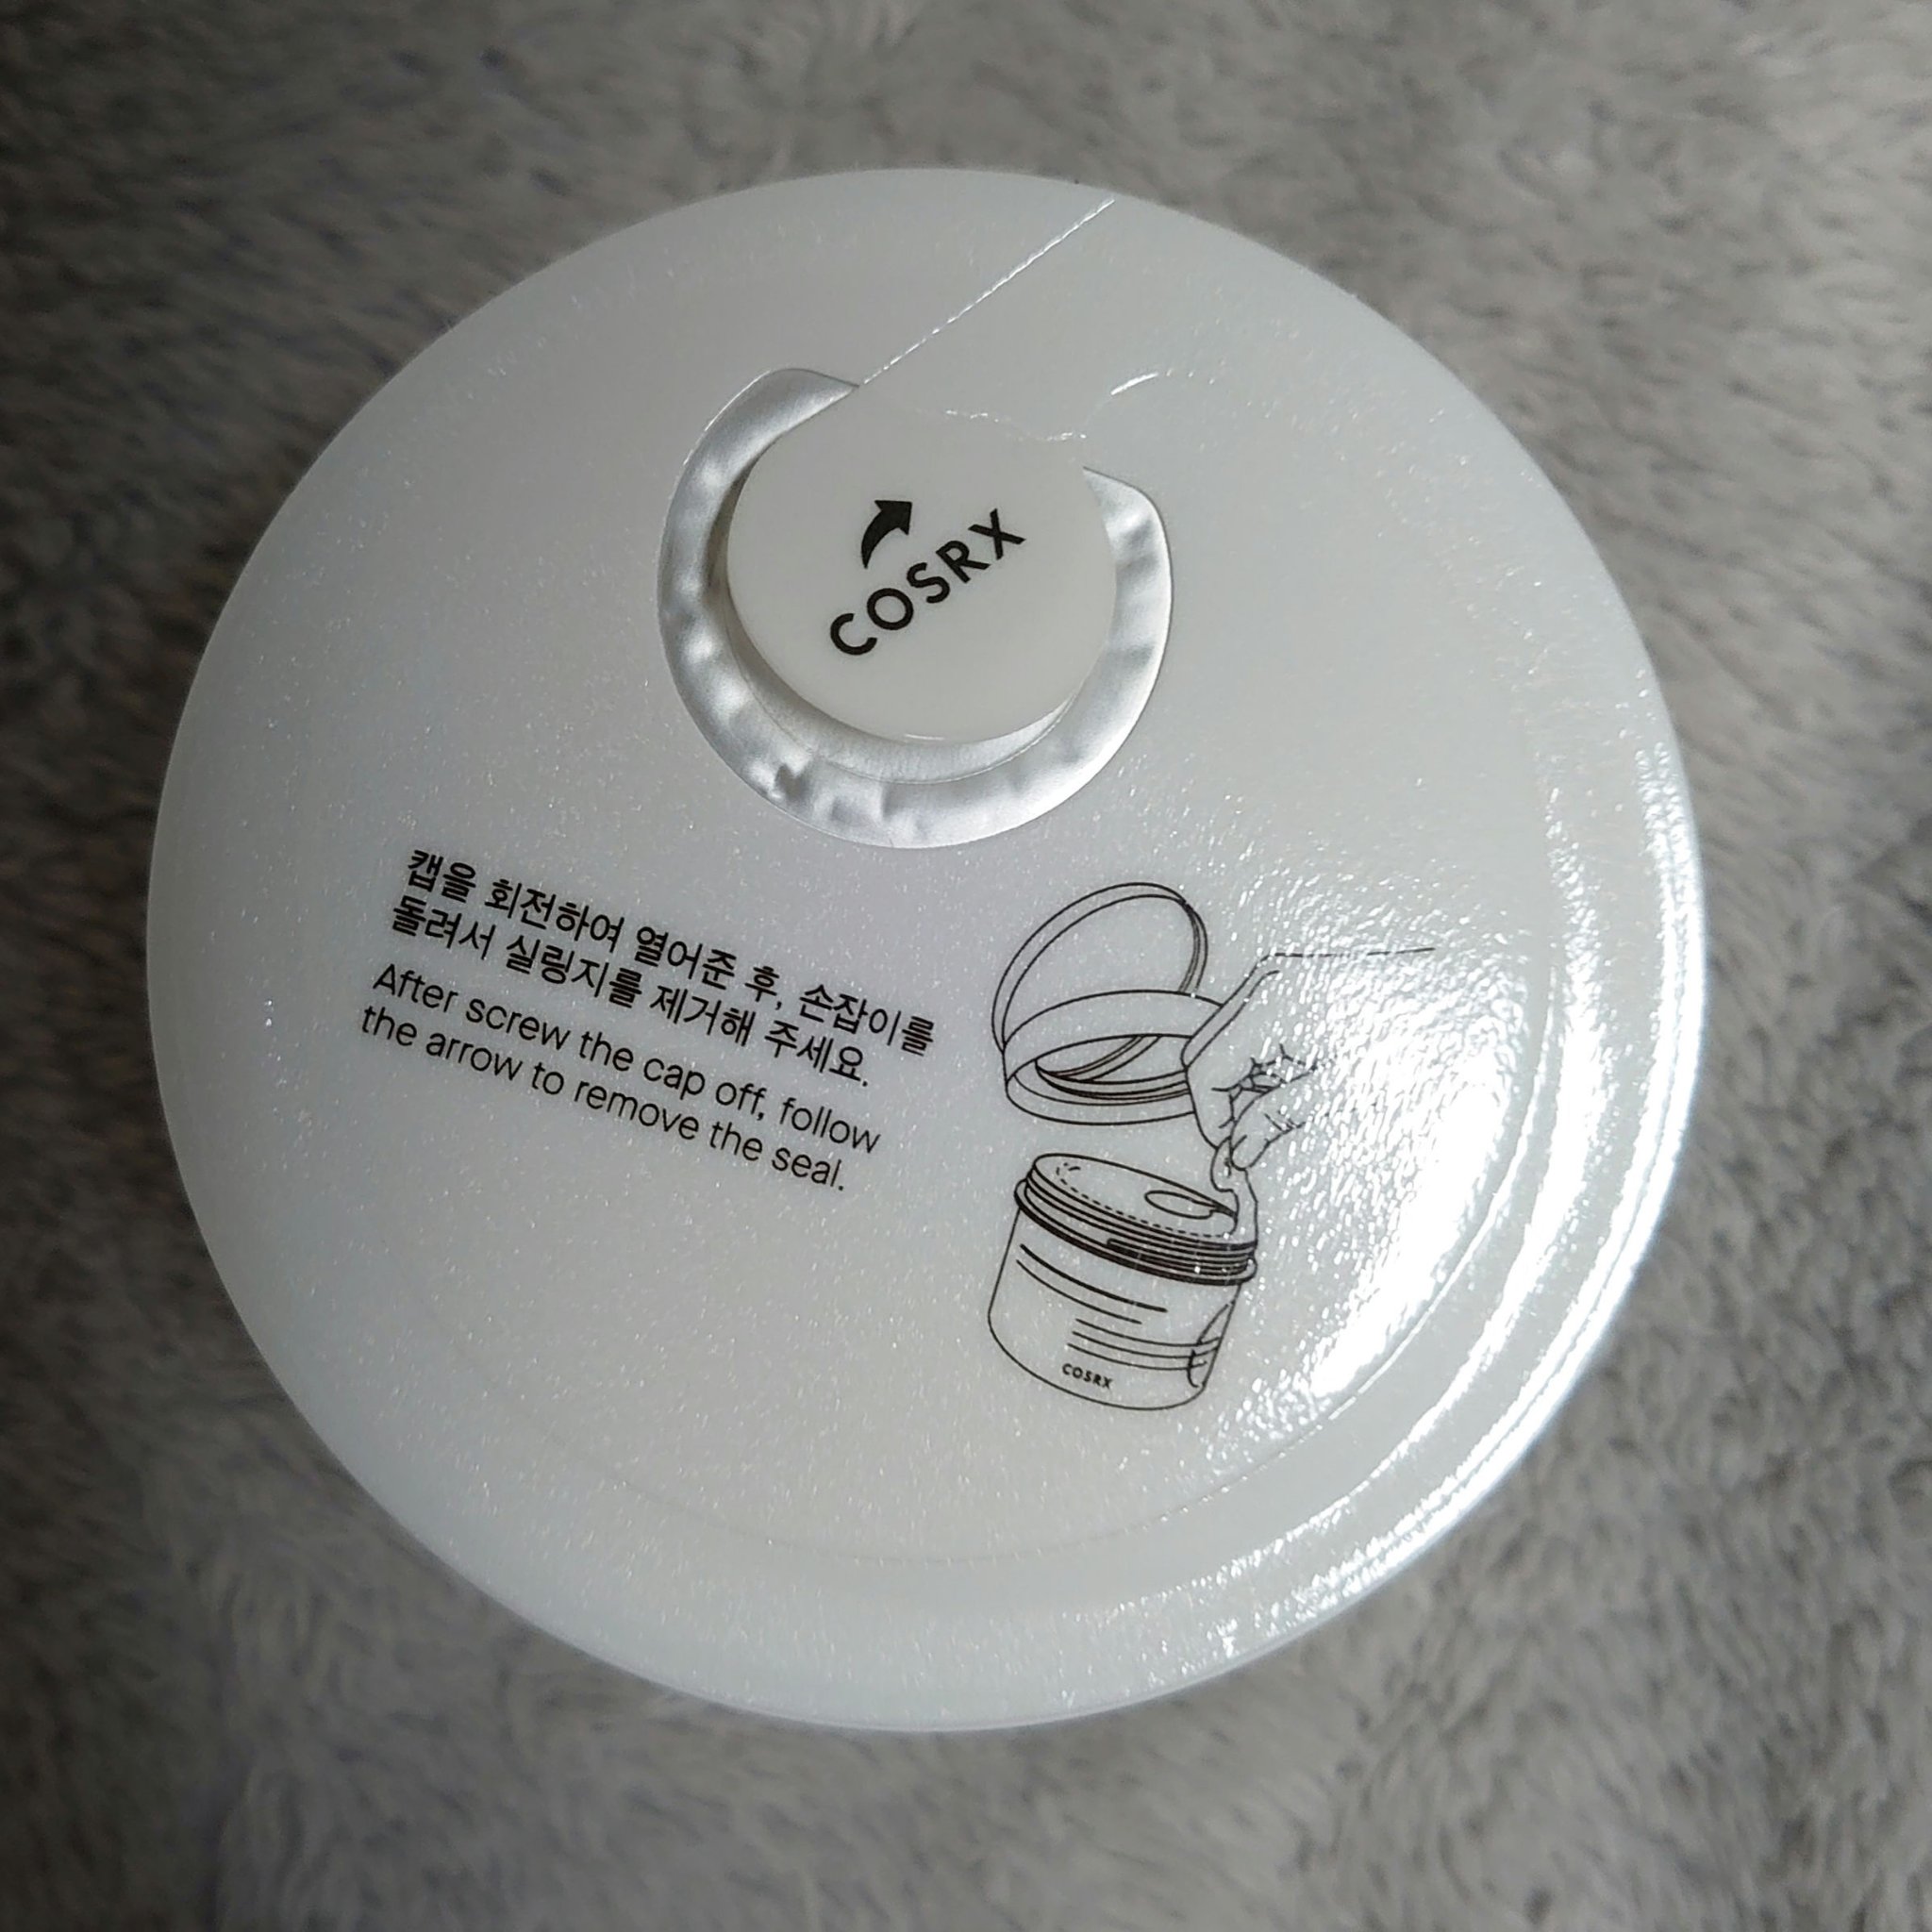 COSRX
캡을 회전하여 열어준 후, 손잡이를
돌려서 실링지를 제거해 주세요.
After screw the cap off, follow
the arrow to remove the seal.
COSRX